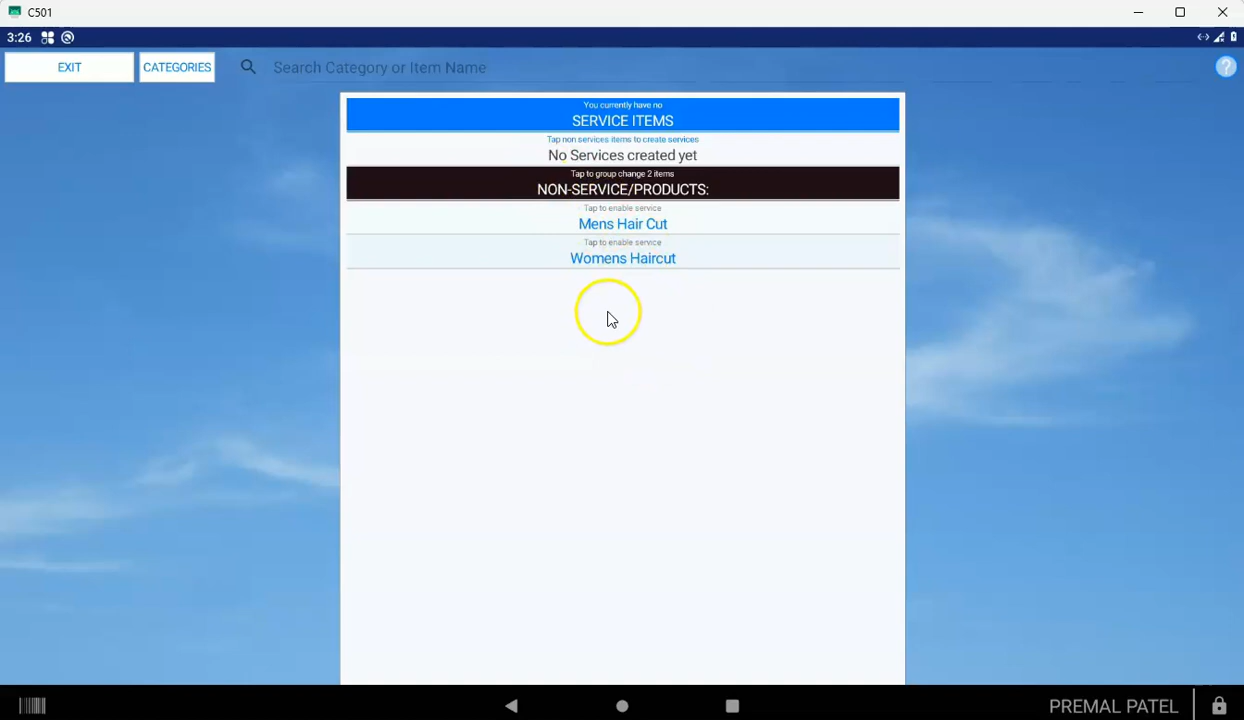 C501
3:26
EXIT
CATEGORIES
Search Category or Item Name
?
You currently have no
SERVICE ITEMS
Tap non services items to create services
No Services created yet
Tap to group change 2 items
NON-SERVICE/PRODUCTS:
Tap to enable service
Mens Hair Cut
Tap to enable service
Womens Haircut
PREMAL PATEL